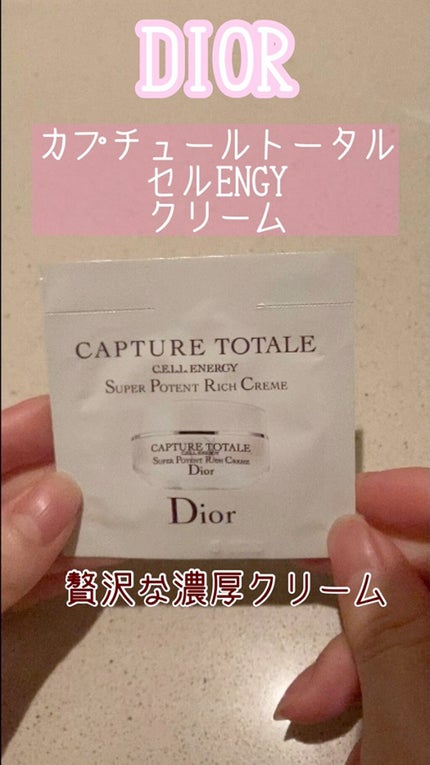 DIOR
カプチュールトータル
セルENGY
クリーム
CAPTURE TOTALE
C.E.L.L. ENERGY
SUPER POTENT RICH CREME
CAPTURE TOTALE
C.E.L.L. ENERGY
SUPER POTENT RICH CREME
Dior
Dior
贅沢な濃厚クリーム